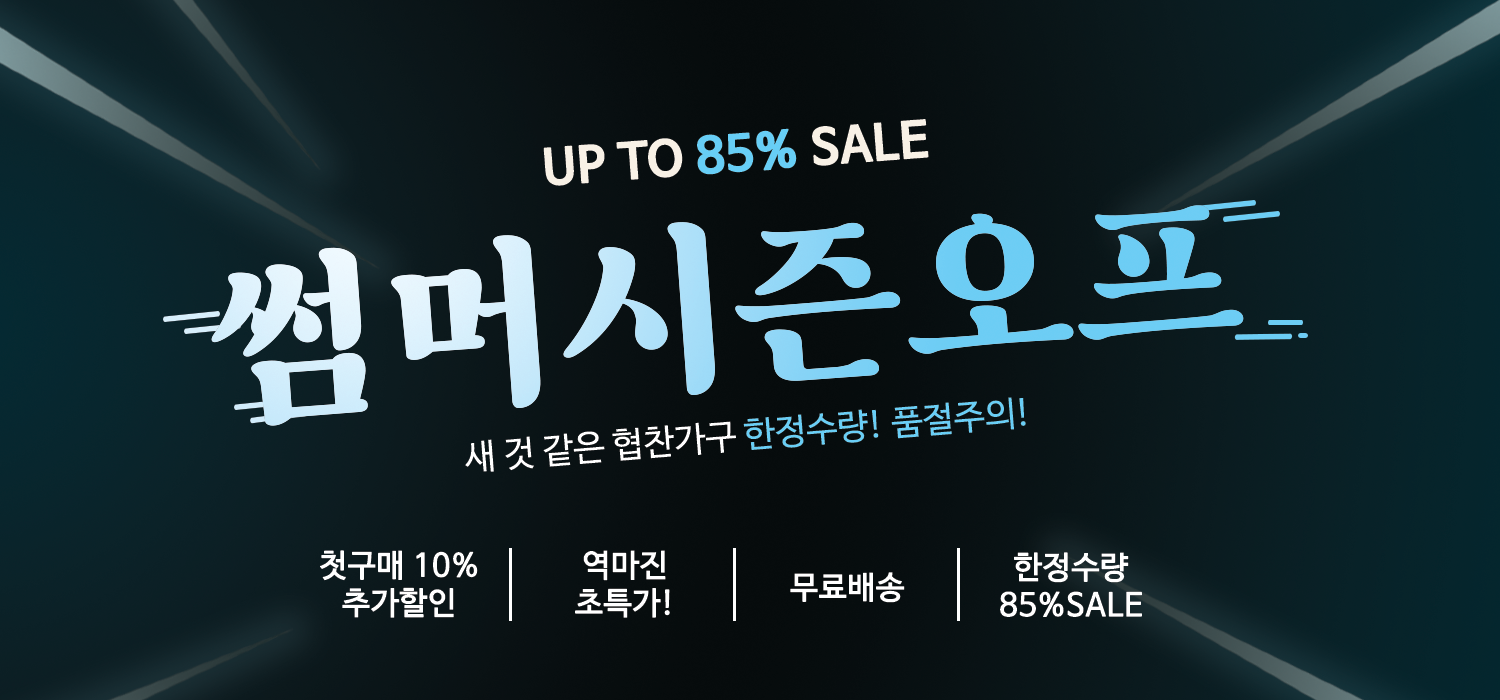 UP TO 85% SALE
썸머시즌오프
새 것 같은 협찬가구 한정수량! 품절주의!
첫구매 10%
추가할인
역마진
초특가!
무료배송
한정수량
85%SALE